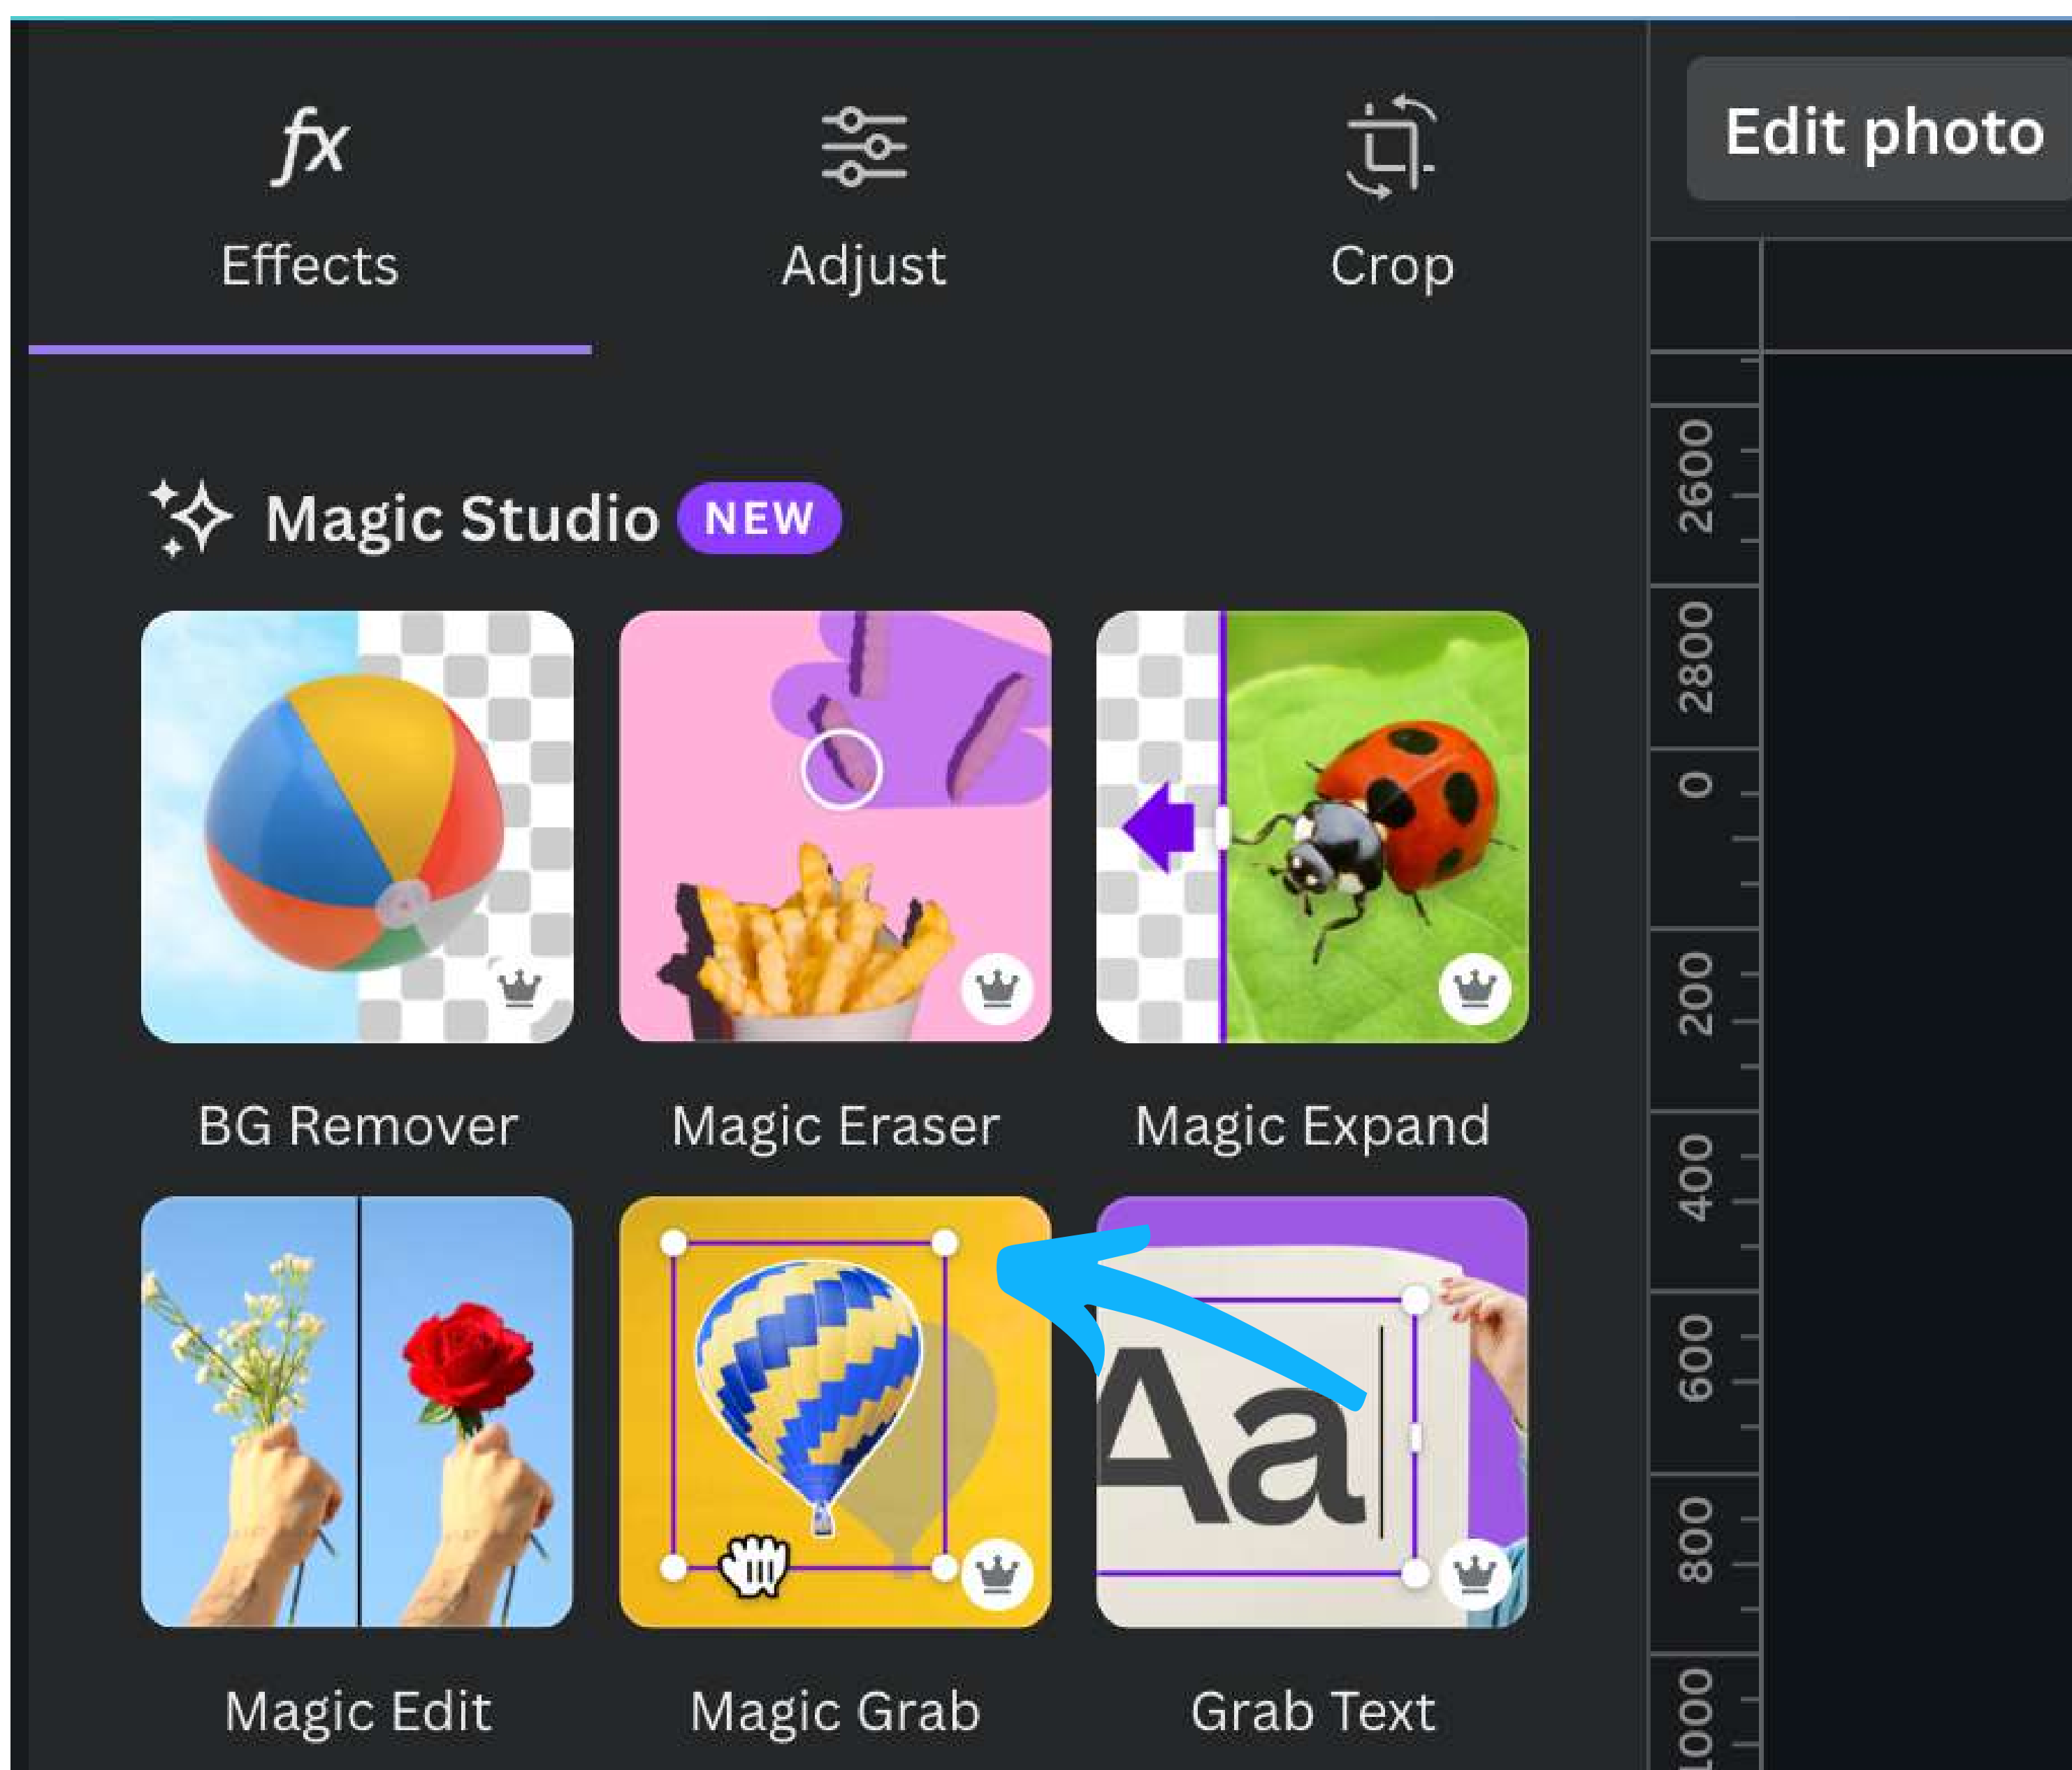 fx
Effects
Adjust
Crop
Edit photo
Magic Studio NEW
BG Remover
Magic Eraser
Magic Expand
Aa
Magic Edit
Magic Grab
Grab Text
2600
2800
0
200
400
600
800
1000